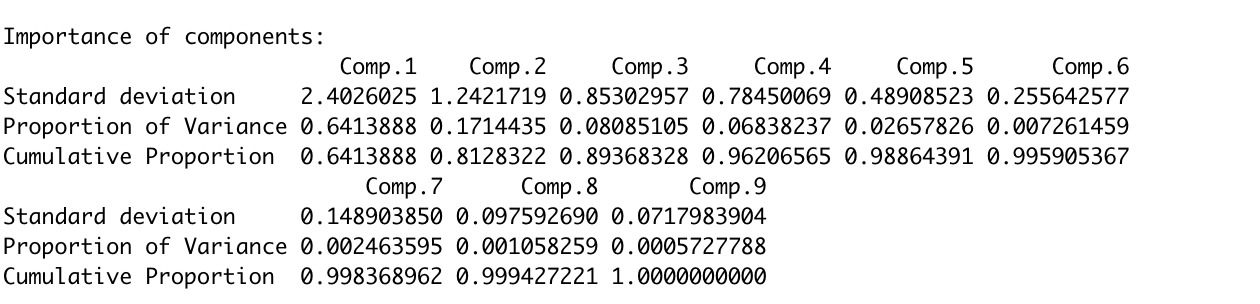 Importance of components:
Comp.1 Comp.2 Comp.3 Comp.4 Comp.5 Comp.6
Standard deviation 2.4026025 1.2421719 0.85302957 0.78450069 0.48908523 0.255642577
Proportion of Variance 0.6413888 0.1714435 0.08085105 0.06838237 0.02657826 0.007261459
Cumulative Proportion 0.6413888 0.8128322 0.89368328 0.96206565 0.98864391 0.995905367
Comp.7 Comp.8 Comp.9
Standard deviation 0.148903850 0.097592690 0.0717983904
Proportion of Variance 0.002463595 0.001058259 0.0005727788
Cumulative Proportion 0.998368962 0.999427221 1.0000000000